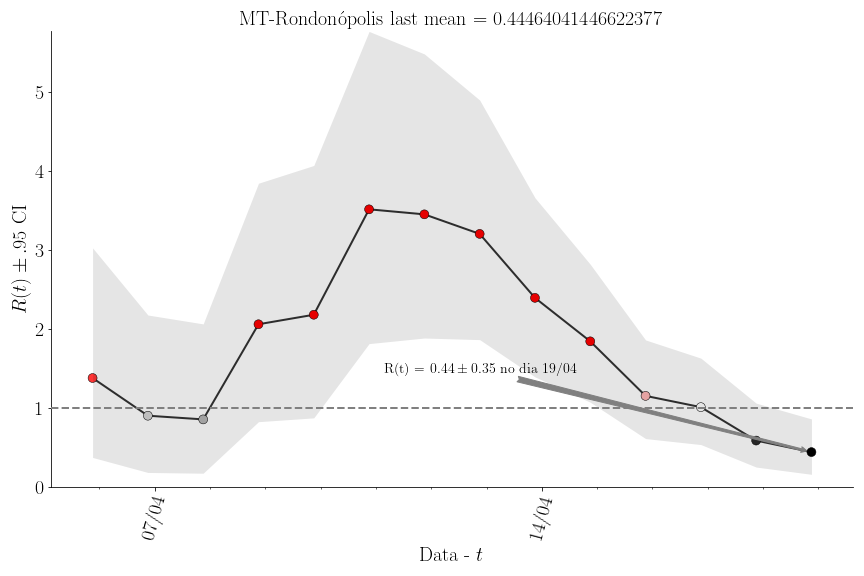 MT-Rondonópolis last mean = 0.44464041446622377
R(t) ± .95 CI
5
4
3
2
1
0
R(t) = 0.44 ± 0.35 no dia 19/04
07/04
14/04
Data - t